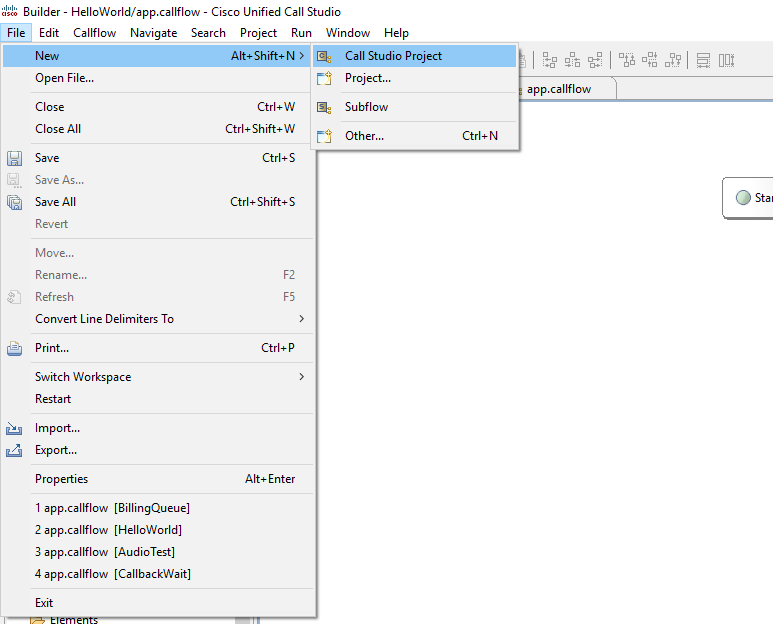 cisco Builder - HelloWorld/app.callflow - Cisco Unified Call Studio
File Edit Callflow Navigate Search Project Run Window Help
New Alt+Shift+N > Call Studio Project
Open File... Project...
app.callflow
Close Ctrl+W Subflow
Close All Ctrl+Shift+W Other... Ctrl+N
Save Ctrl+S
Save As...
Save All Ctrl+Shift+S
Star
Revert
Move...
Rename... F2
Refresh F5
Convert Line Delimiters To >
Print... Ctrl+P
Switch Workspace >
Restart
Import...
Export...
Properties Alt+Enter
1 app.callflow [BillingQueue]
2 app.callflow [HelloWorld]
3 app.callflow [AudioTest]
4 app.callflow [CallbackWait]
Exit
Elements